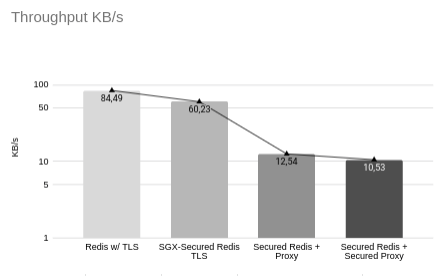 Throughput KB/s
100
50
10
5
1
KB/s
84,49
60,23
12,54
10,53
Redis w/ TLS
SGX-Secured Redis
TLS
Secured Redis +
Proxy
Secured Redis +
Secured Proxy